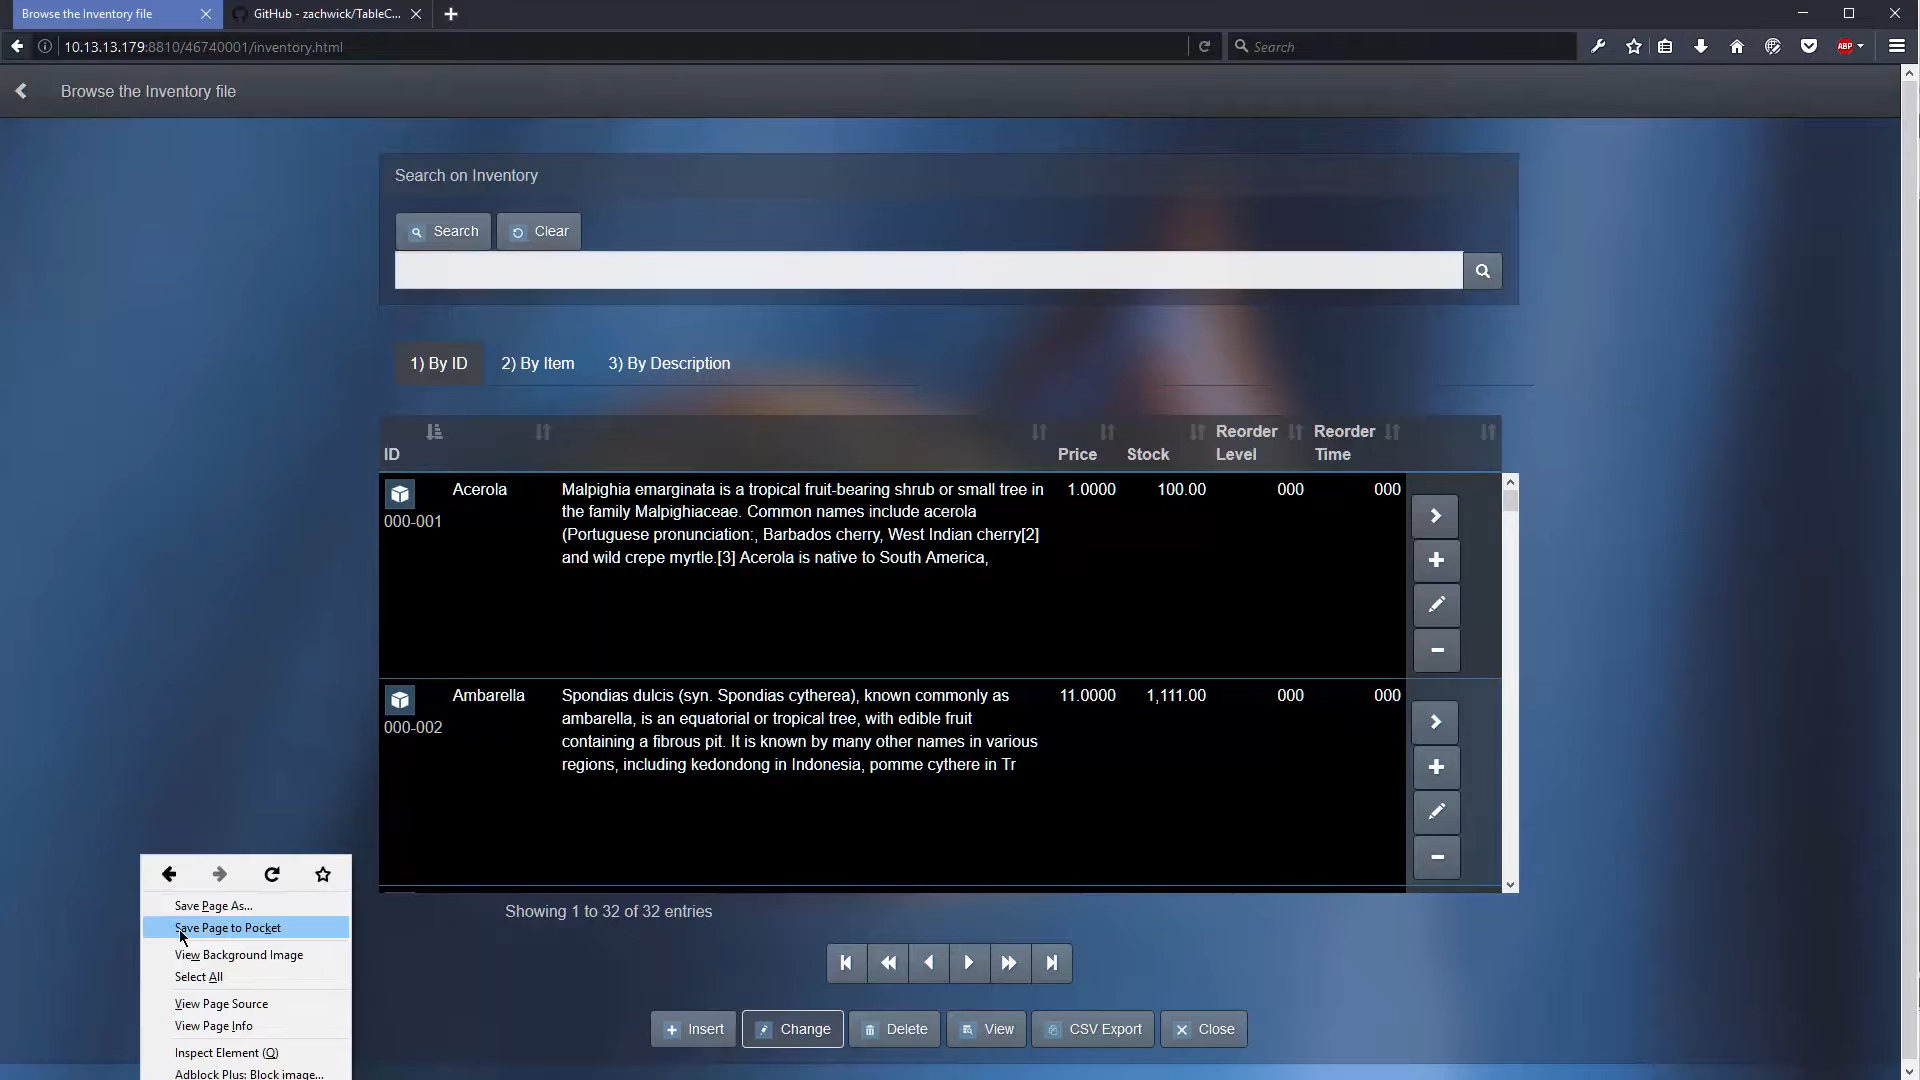 Browse the Inventory file
GitHub - zachwick/TableC...
10.13.13.179:8810/46740001/inventory.html
Search
ABP
Browse the Inventory file
Search on Inventory
Search
Clear
1) By ID
2) By Item
3) By Description
ID
Price
Stock
Reorder
Level
Reorder
Time
000-001
Acerola
Malpighia emarginata is a tropical fruit-bearing shrub or small tree in
the family Malpighiaceae. Common names include acerola
(Portuguese pronunciation:, Barbados cherry, West Indian cherry[2]
and wild crepe myrtle.[3] Acerola is native to South America,
1.0000
100.00
000
000
000-002
Ambarella
Spondias dulcis (syn. Spondias cytherea), known commonly as
ambarella, is an equatorial or tropical tree, with edible fruit
containing a fibrous pit. It is known by many other names in various
regions, including kedondong in Indonesia, pomme cythere in Tr
11.0000
1,111.00
000
000
Showing 1 to 32 of 32 entries
Insert
Change
Delete
View
CSV Export
Close
Save Page As...
Save Page to Pocket
View Background Image
Select All
View Page Source
View Page Info
Inspect Element (Q)
Adblock Plus: Block image...